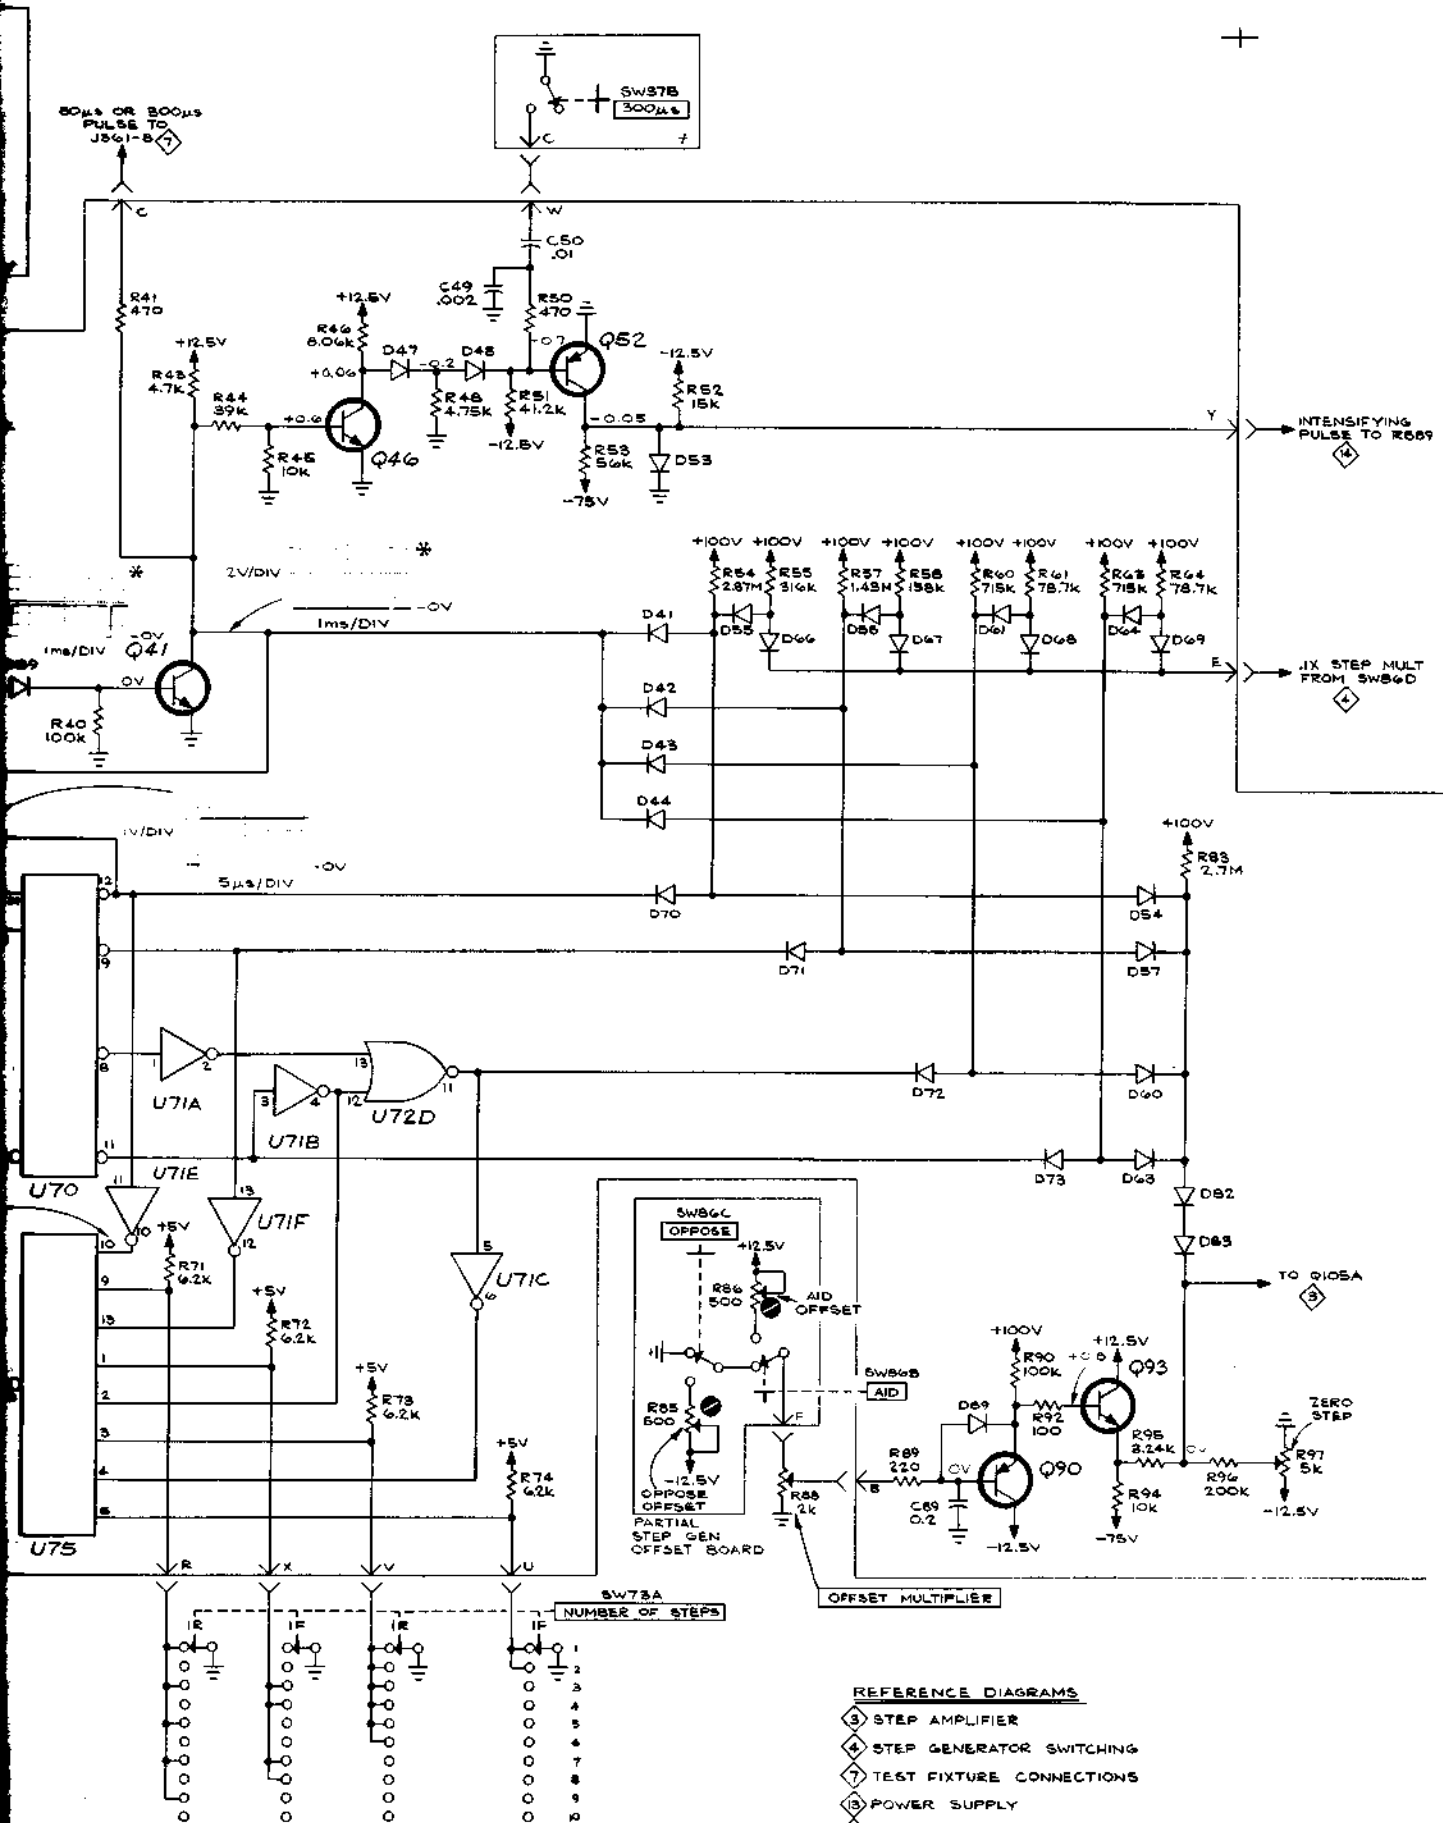 80µs OR 300µs
PULSE TO
J361-8 7
SW37B
300µs
C
C
W
C50
.01
C49
.002
R50
470
R41
470
+12.5V
R43
4.7K
R44
39K
+0.6
R45
10K
+12.5V
R46
8.06K
+0.06
Q46
D47
-0.2
D48
R48
4.75K
R51
41.2K
-12.5V
Q52
-12.5V
R52
15K
-0.05
R53
56K
-75V
D53
Y
INTENSIFYING
PULSE TO R889
14
*
*
2V/DIV
-0V
1ms/DIV
-0V
1ms/DIV
Q41
0V
R40
100K
+100V +100V +100V +100V +100V +100V +100V +100V
R54
2.87M
R55
316K
R57
1.43M
R58
158K
R60
715K
R61
78.7K
R63
715K
R64
78.7K
D55
D66
D67
D61
D68
D64
D69
D41
D42
D43
D44
E
.1X STEP MULT
FROM SW86D
4
1V/DIV
-0V
5µs/DIV
+100V
R83
2.7M
12
9
8
11
U70
D70
D54
D71
D57
1
2
U71A
3
4
U71B
13
12
11
U72D
D72
D60
D73
D63
D82
D83
TO Q105A
3
11
U71E
10
13
U71F
12
5
U71C
6
10
9
13
1
2
3
4
U75
+5V
R71
6.2K
+5V
R72
6.2K
+5V
R73
6.2K
+5V
R74
6.2K
SW86C
OPPOSE
+12.5V
R86
500
AID
OFFSET
SW86B
AID
R85
500
-12.5V
OPPOSE
OFFSET
PARTIAL
STEP GEN
OFFSET BOARD
F
R88
2K
B
R89
220
C89
0.2
D89
0V
Q90
-12.5V
+100V
R90
100K
R92
100
+12.5V
Q93
R95
3.24K
0V
R94
10K
-75V
R96
200K
ZERO
STEP
R97
5K
-12.5V
OFFSET MULTIPLIER
R
X
V
U
SW73A
NUMBER OF STEPS
1R
1F
1R
1F
1
2
3
4
5
6
7
8
9
10
REFERENCE DIAGRAMS
3 STEP AMPLIFIER
4 STEP GENERATOR SWITCHING
7 TEST FIXTURE CONNECTIONS
13 POWER SUPPLY